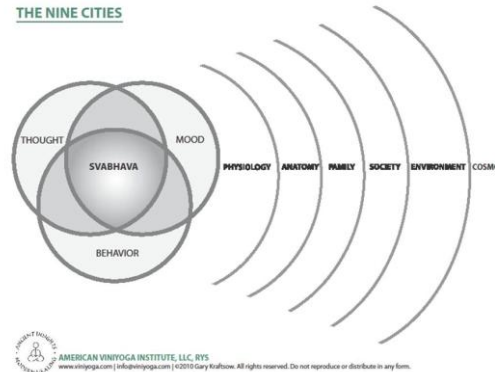 THE NINE CITIES
THOUGHT
MOOD
SVABHAVA
PHYSIOLOGY
ANATOMY
FAMILY
SOCIETY
ENVIRONMENT
COSM
BEHAVIOR
AMERICAN VINIYOGA INSTITUTE, LLC, RYS
www.viniyoga.com | info@viniyoga.com | ©2010 Gary Kraftsow. All rights reserved. Do not reproduce or distribute in any form.